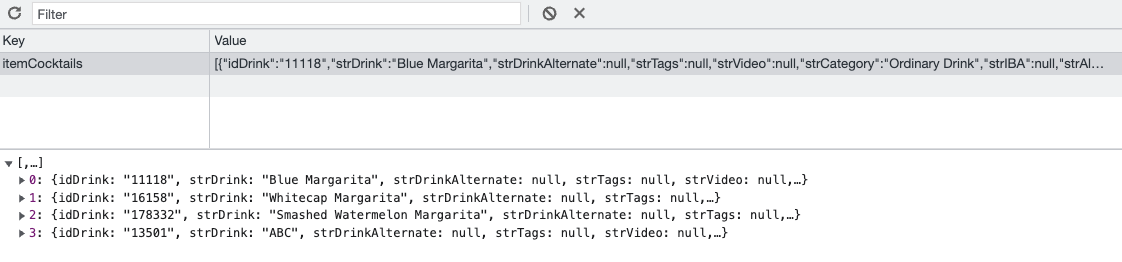 Filter
Key Value
itemCocktails [{"idDrink":"11118","strDrink":"Blue Margarita","strDrinkAlternate":null,"strTags":null,"strVideo":null,"strCategory":"Ordinary Drink","strIBA":null,"strAl…
[,…]
0: {idDrink: "11118", strDrink: "Blue Margarita", strDrinkAlternate: null, strTags: null, strVideo: null,…}
1: {idDrink: "16158", strDrink: "Whitecap Margarita", strDrinkAlternate: null, strTags: null,…}
2: {idDrink: "178332", strDrink: "Smashed Watermelon Margarita", strDrinkAlternate: null, strTags: null,…}
3: {idDrink: "13501", strDrink: "ABC", strDrinkAlternate: null, strTags: null, strVideo: null,…}